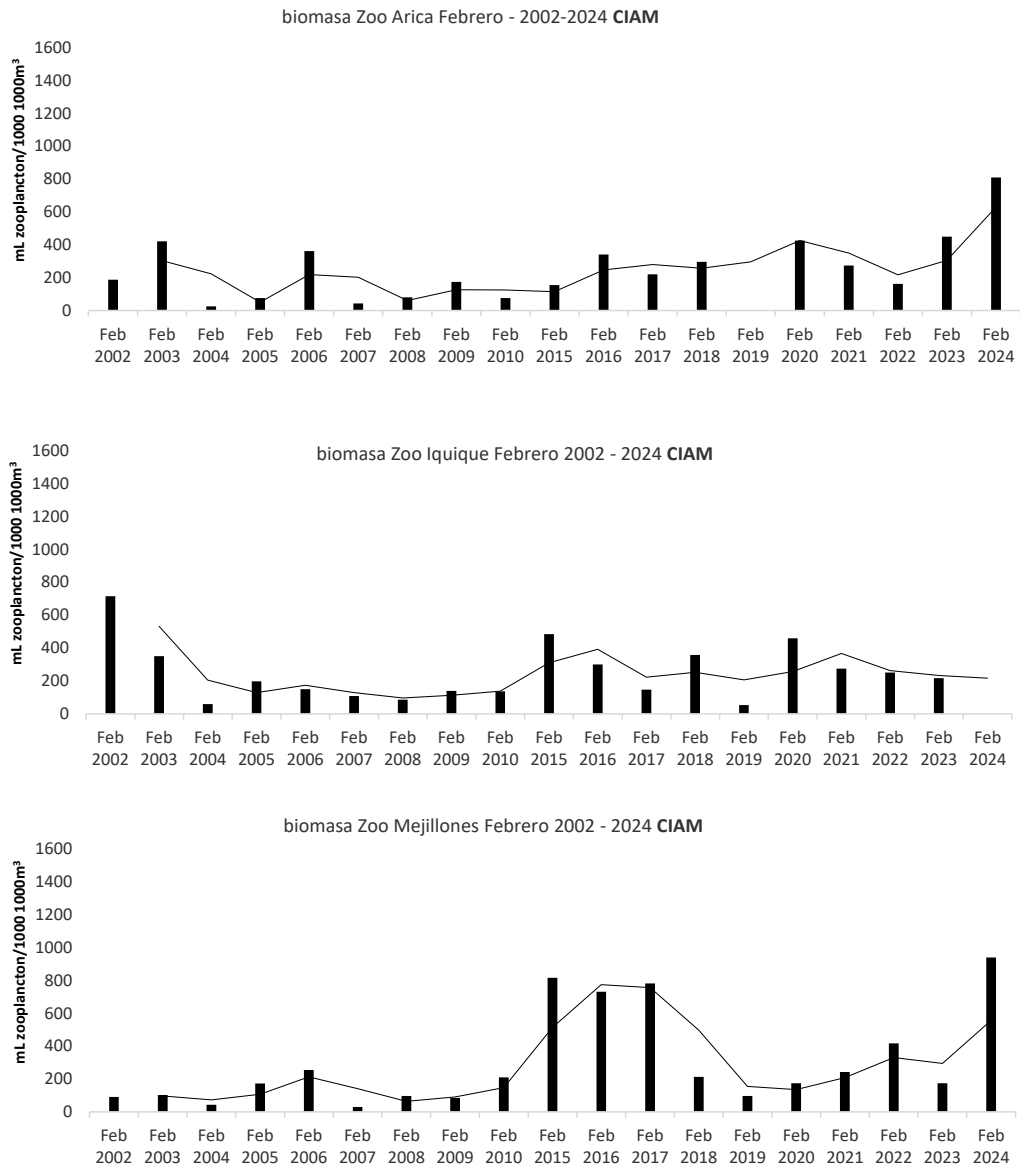 biomasa Zoo Arica Febrero - 2002-2024 CIAM
mL zooplancton/1000 1000m³
1600
1400
1200
1000
800
600
400
200
0
Feb Feb Feb Feb Feb Feb Feb Feb Feb Feb Feb Feb Feb Feb Feb Feb Feb Feb Feb
2002 2003 2004 2005 2006 2007 2008 2009 2010 2015 2016 2017 2018 2019 2020 2021 2022 2023 2024
biomasa Zoo Iquique Febrero 2002 - 2024 CIAM
mL zooplancton/1000 1000m³
1600
1400
1200
1000
800
600
400
200
0
Feb Feb Feb Feb Feb Feb Feb Feb Feb Feb Feb Feb Feb Feb Feb Feb Feb Feb Feb
2002 2003 2004 2005 2006 2007 2008 2009 2010 2015 2016 2017 2018 2019 2020 2021 2022 2023 2024
biomasa Zoo Mejillones Febrero 2002 - 2024 CIAM
mL zooplancton/1000 1000m³
1600
1400
1200
1000
800
600
400
200
0
Feb Feb Feb Feb Feb Feb Feb Feb Feb Feb Feb Feb Feb Feb Feb Feb Feb Feb Feb
2002 2003 2004 2005 2006 2007 2008 2009 2010 2015 2016 2017 2018 2019 2020 2021 2022 2023 2024